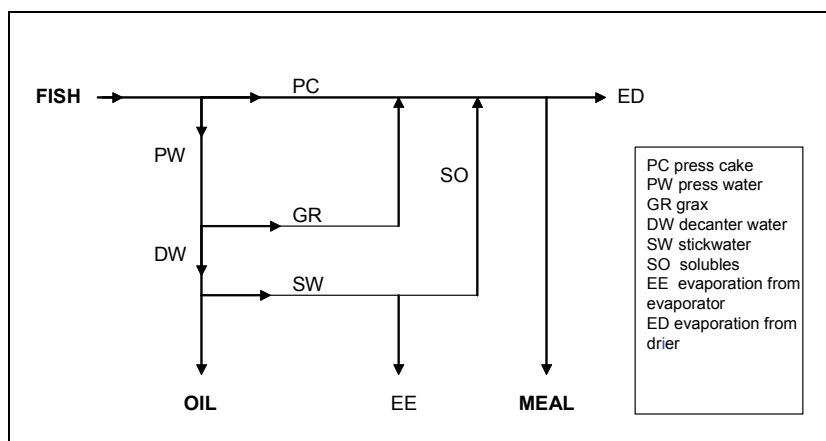 PC
FISH
ED
PW
SO
GR
DW
SW
OIL
EE
MEAL
PC press cake
PW press water
GR grax
DW decanter water
SW stickwater
SO solubles
EE evaporation from
evaporator
ED evaporation from
drier